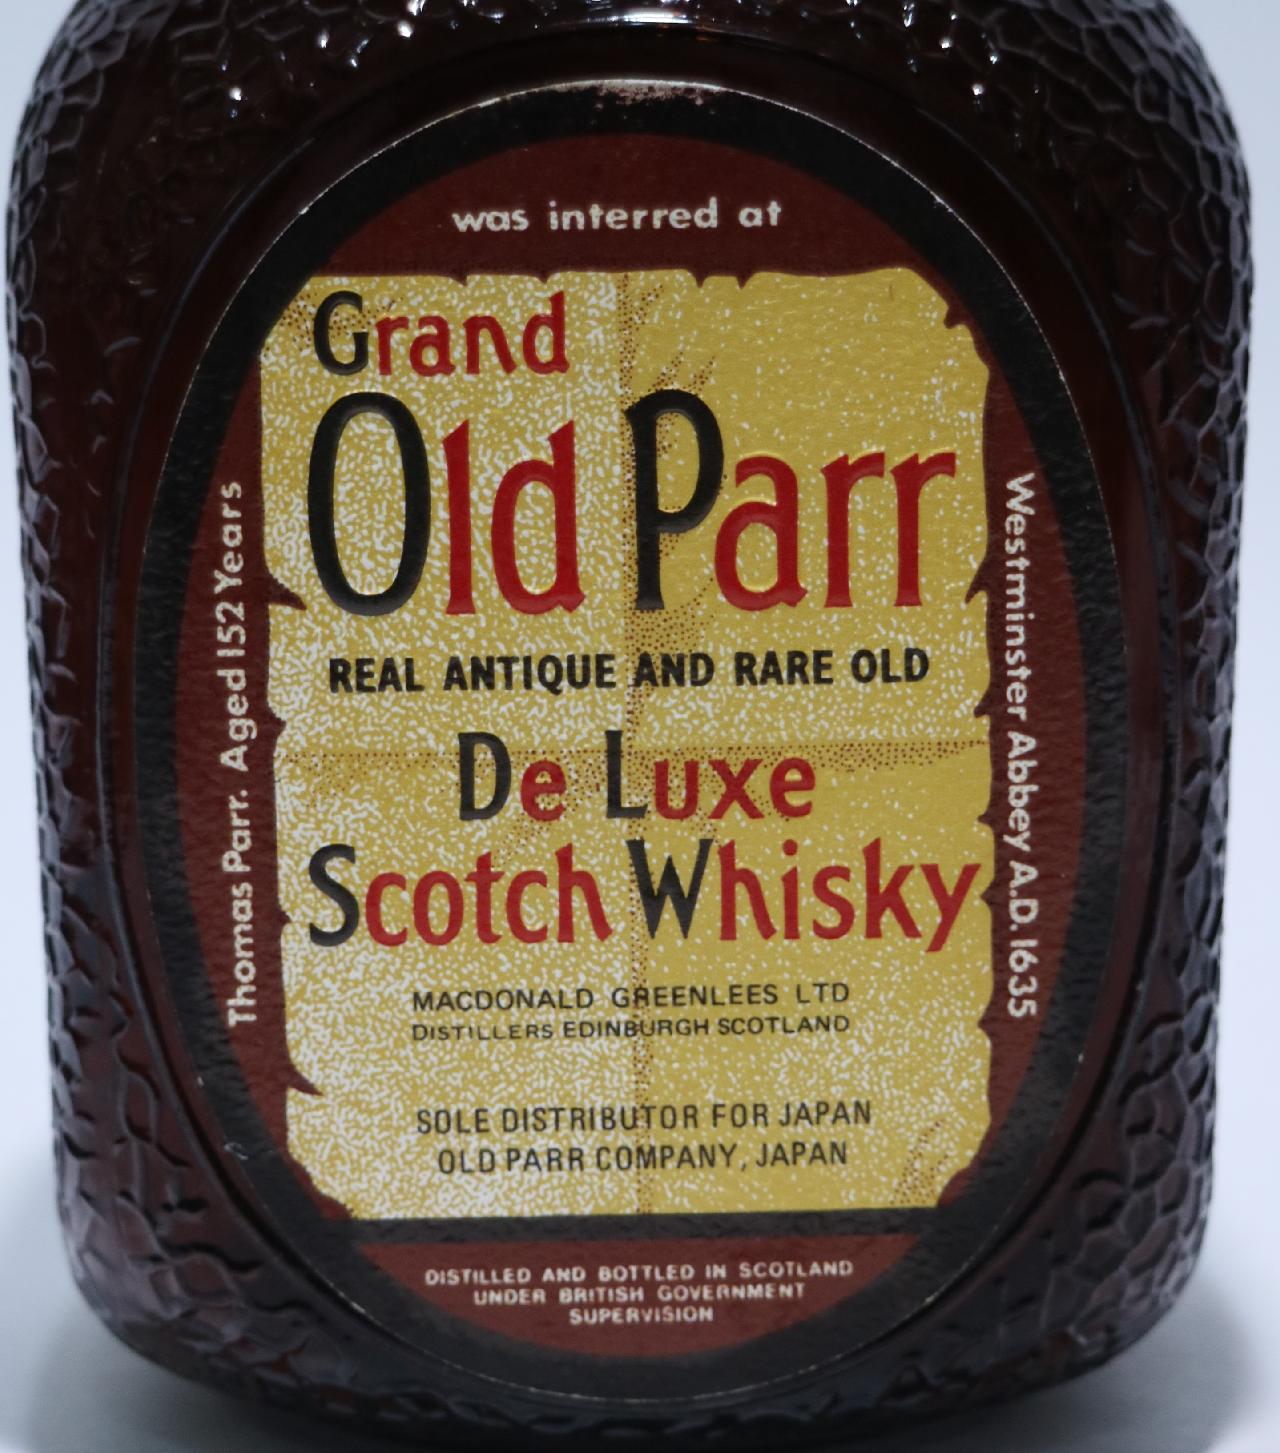 Thomas Parr. Aged 152 Years
was interred at
Westminster Abbey A.D. 1635
Grand
Old Parr
REAL ANTIQUE AND RARE OLD
De Luxe
Scotch Whisky
MACDONALD GREENLEES LTD
DISTILLERS EDINBURGH SCOTLAND
SOLE DISTRIBUTOR FOR JAPAN
OLD PARR COMPANY, JAPAN
DISTILLED AND BOTTLED IN SCOTLAND
UNDER BRITISH GOVERNMENT
SUPERVISION